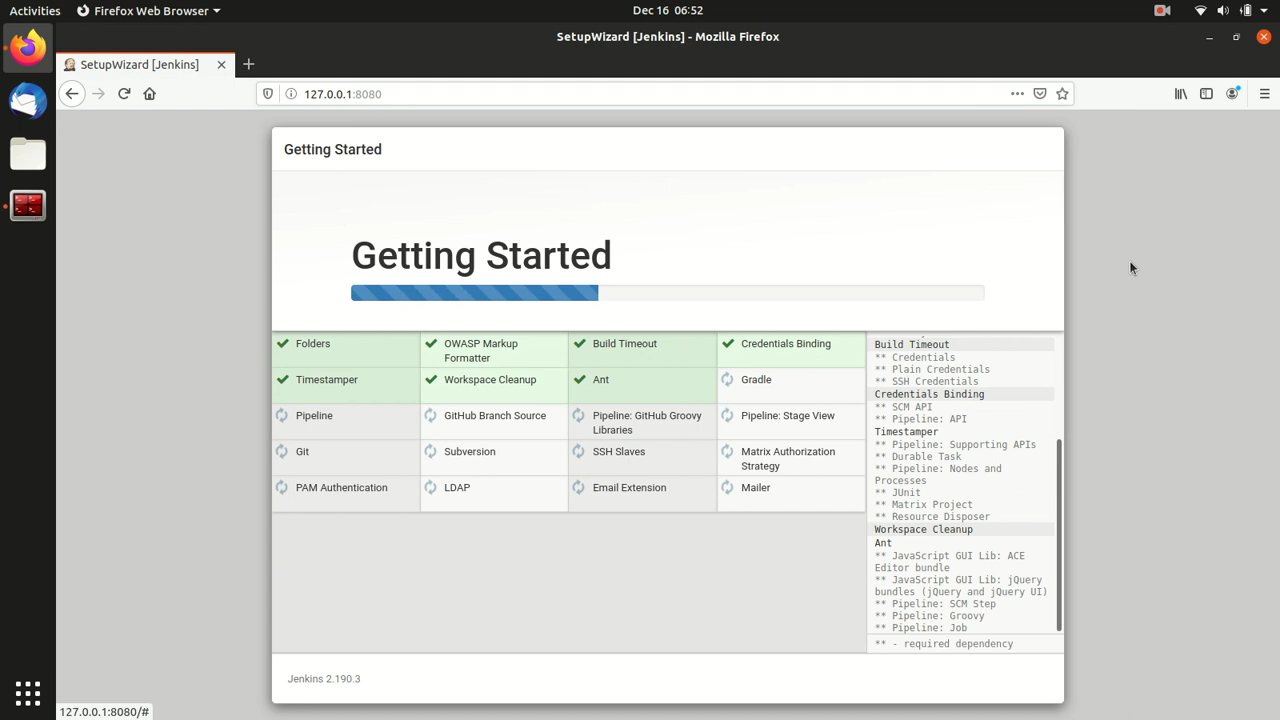 Activities
Firefox Web Browser
Dec 16 06:52
SetupWizard [Jenkins] - Mozilla Firefox
SetupWizard [Jenkins]
127.0.0.1:8080
Getting Started
Getting Started
Folders
OWASP Markup
Formatter
Build Timeout
Credentials Binding
Timestamper
Workspace Cleanup
Ant
Gradle
Pipeline
GitHub Branch Source
Pipeline: GitHub Groovy
Libraries
Pipeline: Stage View
Git
Subversion
SSH Slaves
Matrix Authorization
Strategy
PAM Authentication
LDAP
Email Extension
Mailer
Build Timeout
** Credentials
** Plain Credentials
** SSH Credentials
Credentials Binding
** SCM API
** Pipeline: API
Timestamper
** Pipeline: Supporting APIs
** Durable Task
** Pipeline: Nodes and
Processes
** JUnit
** Matrix Project
** Resource Disposer
Workspace Cleanup
Ant
** JavaScript GUI Lib: ACE
Editor bundle
** JavaScript GUI Lib: jQuery
bundles (jQuery and jQuery UI)
** Pipeline: SCM Step
** Pipeline: Groovy
** Pipeline: Job
** - required dependency
Jenkins 2.190.3
127.0.0.1:8080/#